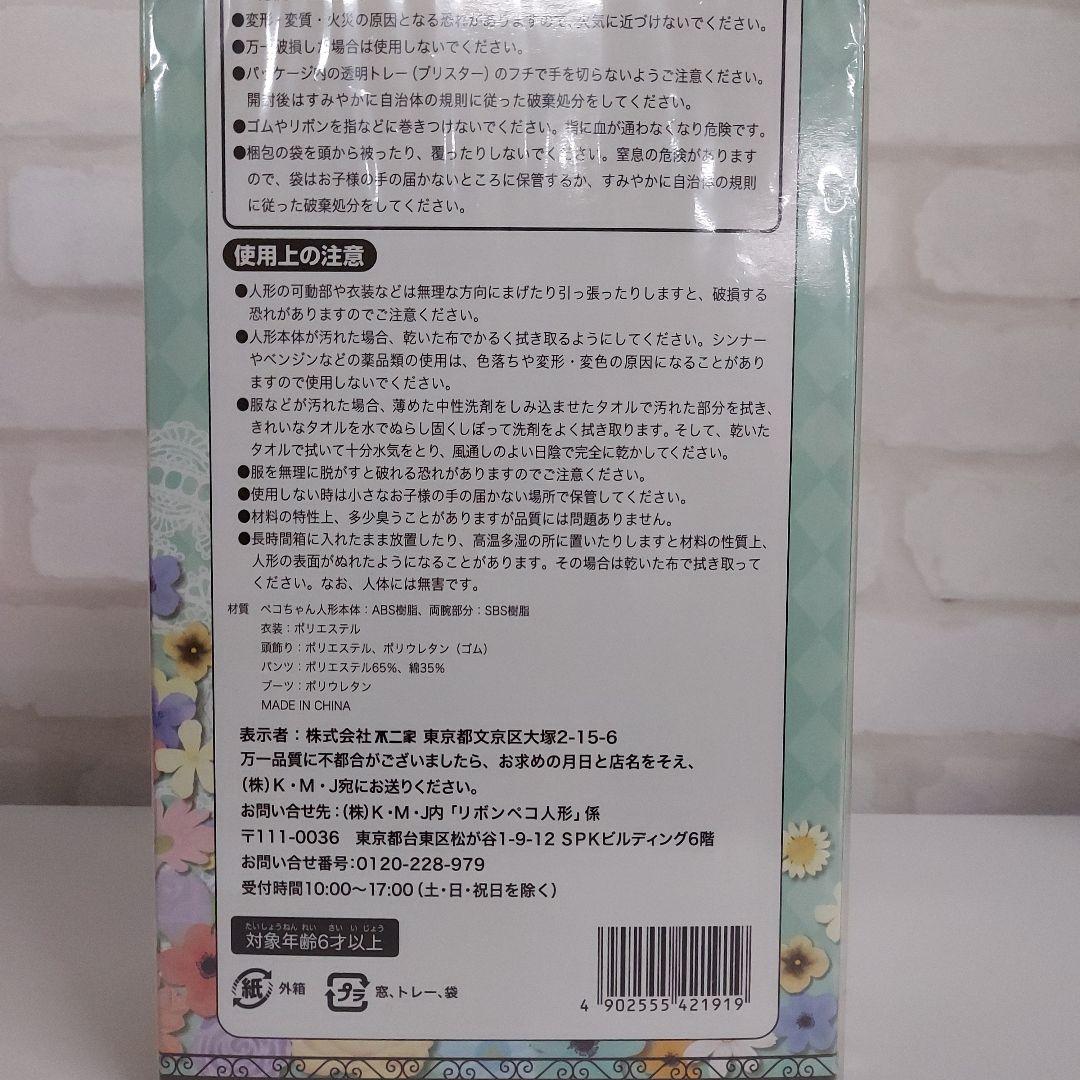 ●変形・変質・火災の原因となる恐れがありますので、火気に近づけないでください。
●万一破損した場合は使用しないでください。
●パッケージ内の透明トレー(ブリスター)のフチで手を切らないようご注意ください。
開封後はすみやかに自治体の規則に従った破棄処分をしてください。
●ゴムやリボンを指などに巻きつけないでください。指に血が通わなくなり危険です。
●梱包の袋を頭から被ったり、覆ったりしないでください。窒息の危険があります
ので、袋はお子様の手の届かないところに保管するか、すみやかに自治体の規則
に従った破棄処分をしてください。
使用上の注意
●人形の可動部や衣装などは無理な方向にまげたり引っ張ったりしますと、破損する
恐れがありますのでご注意ください。
●人形本体が汚れた場合、乾いた布でかるく拭き取るようにしてください。シンナー
やベンジンなどの薬品類の使用は、色落ちや変形・変色の原因になることがあり
ますので使用しないでください。
●服などが汚れた場合、薄めた中性洗剤をしみ込ませたタオルで汚れた部分を拭き、
きれいなタオルを水でぬらし固くしぼって洗剤をよく拭き取ります。そして、乾いた
タオルで拭いて十分水気をとり、風通しのよい日陰で完全に乾かしてください。
●服を無理に脱がすと破れる恐れがありますのでご注意ください。
●使用しない時は小さなお子様の手の届かない場所で保管してください。
●材料の特性上、多少臭うことがありますが品質には問題ありません。
●長時間箱に入れたまま放置したり、高温多湿の所に置いたりしますと材料の性質上、
人形の表面がぬれたようになることがあります。その場合は乾いた布で拭き取って
ください。なお、人体には無害です。
材質 ペコちゃん人形本体:ABS樹脂、両腕部分:SBS樹脂
衣装:ポリエステル
頭飾り:ポリエステル、ポリウレタン(ゴム)
パンツ:ポリエステル65%、綿35%
ブーツ:ポリウレタン
MADE IN CHINA
表示者:株式会社不二家 東京都文京区大塚2-15-6
万一品質に不都合がございましたら、お求めの月日と店名をそえ、
(株)K・M・J宛にお送りください。
お問い合せ先:(株)K・M・J内「リボンペコ人形」係
〒111-0036 東京都台東区松が谷1-9-12 SPKビルディング6階
お問い合せ番号:0120-228-979
受付時間10:00~17:00(土・日・祝日を除く)
たいしょうねんれい さい いじょう
対象年齢6才以上
紙 外箱 プラ 窓、トレー、袋
4 902555 421919